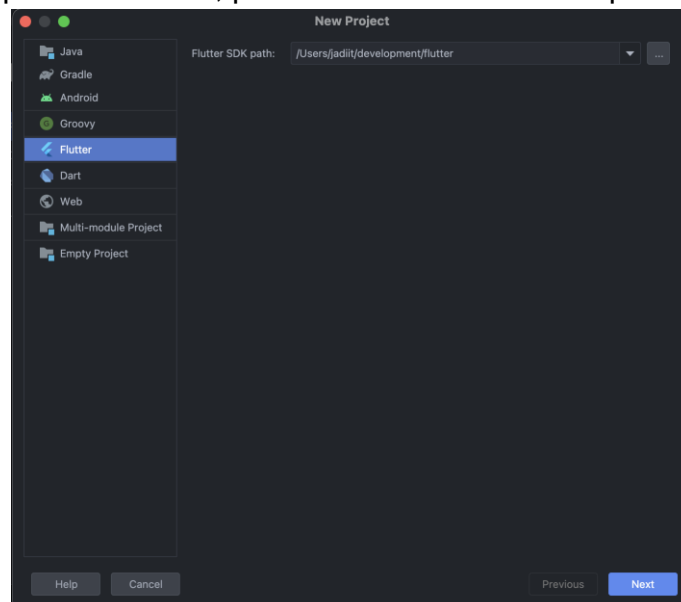 New Project
Java
Flutter SDK path: /Users/jadiit/development/flutter ...
Gradle
Android
Groovy
Flutter
Dart
Web
Multi-module Project
Empty Project
Help Cancel Previous Next